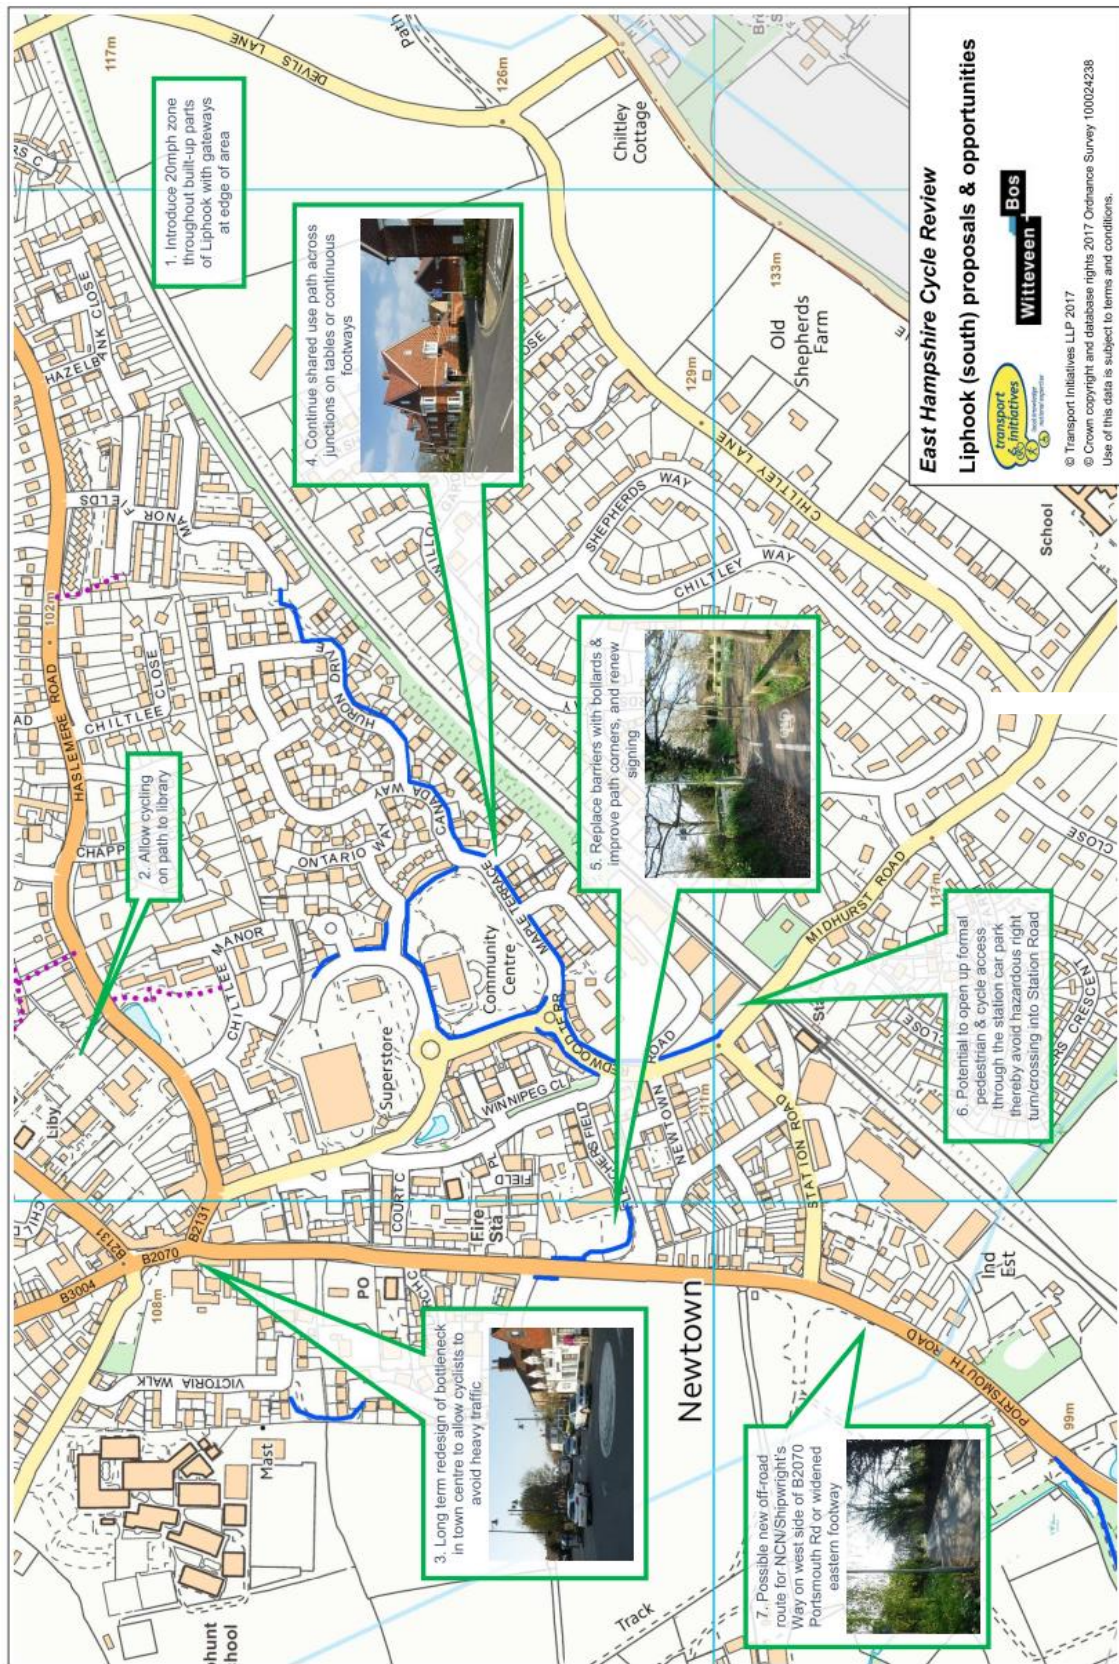 East Hampshire Cycle Review
Liphook (south) proposals & opportunities
transport
initiatives
Witteveen
Bos
© Transport Initiatives LLP 2017
© Crown copyright and database rights 2017 Ordnance Survey 100024238
Use of this data is subject to terms and conditions.
1. Introduce 20mph zone
throughout built-up parts
of Liphook with gateways
at edge of area
2. Allow cycling
on path to library
3. Long term redesign of bottleneck
in town centre to allow cyclists to
avoid heavy traffic
4. Continue shared use path across
junctions on tables or continuous
footways
5. Replace barriers with bollards &
improve path corners, and renew
signing
6. Potential to open up formal
pedestrian & cycle access
through the station car park
thereby avoid hazardous right
turn/crossing into Station Road
7. Possible new off-road
route for NCN/Shipwright's
Way on west side of B2070
Portsmouth Rd or widened
eastern footway
117m
DEVILS LANE
Path
126m
Chiltley
Cottage
133m
Old
Shepherds
Farm
129m
CHILTLEY LANE
SHEPHERDS WAY
CHILTLEY WAY
School
HAZELBANK CLOSE
MANOR FIELDS
102m
HASLEMERE ROAD
CHILTLEE CLOSE
HURON DRIVE
CANADA WAY
ONTARIO WAY
MAPLE TERRACE
CHILTLEE MANOR
Community
Centre
Superstore
WINNIPEG CL
Liby
B2131
B2131
B2070
B3004
108m
VICTORIA WALK
Mast
PO
COURT C
Fire
Sta
FIELD PL
NEWTOWN
ROAD
111m
STATION ROAD
Sta
MIDHURST ROAD
117m
CLOSE
CLOSE
CRESCENT
Newtown
Ind
Est
PORTSMOUTH ROAD
99m
Track